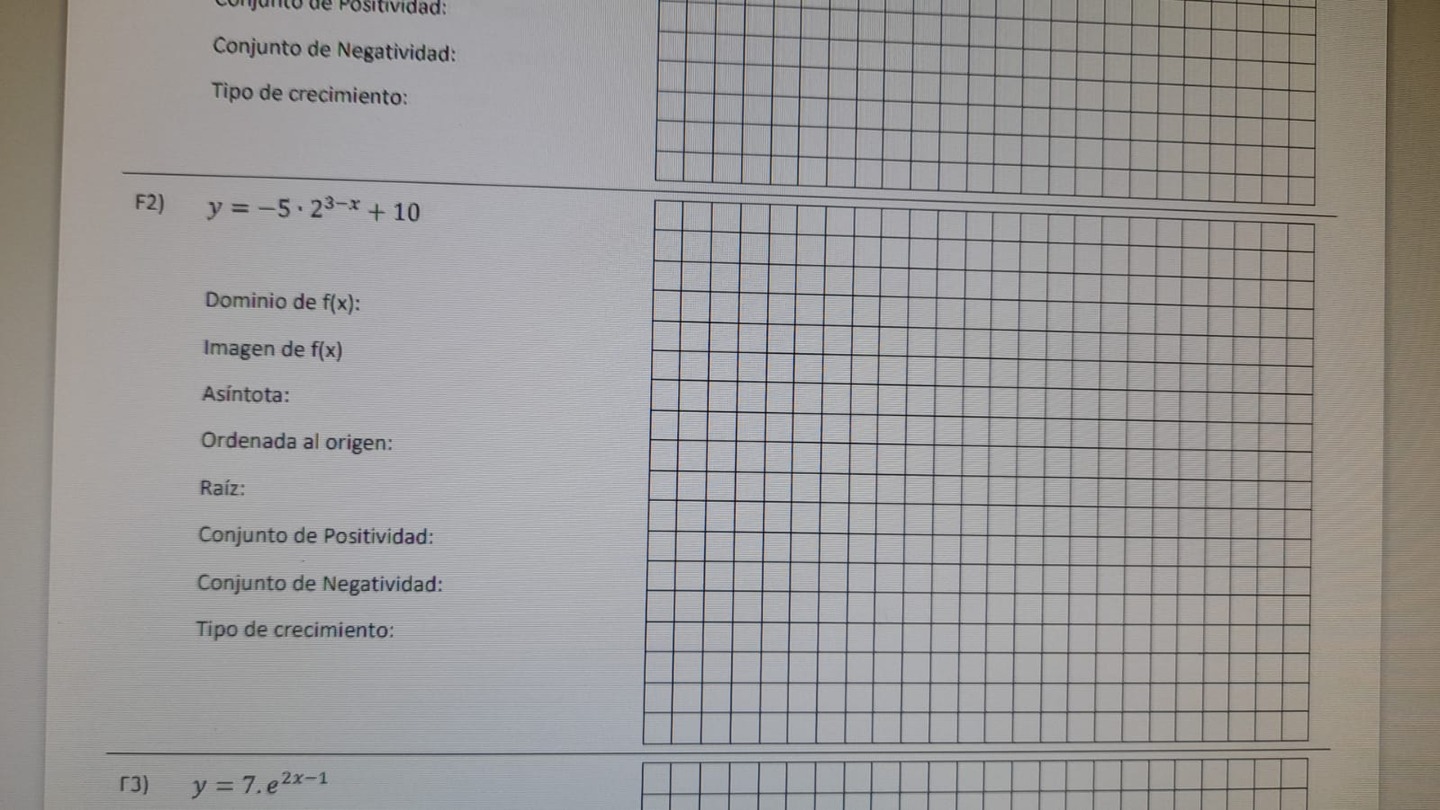 Conjunto de Positividad:
Conjunto de Negatividad:
Tipo de crecimiento:
F2) y = −5 · 2^{3−x} + 10
Dominio de f(x):
Imagen de f(x)
Asíntota:
Ordenada al origen:
Raíz:
Conjunto de Positividad:
Conjunto de Negatividad:
Tipo de crecimiento:
F3) y = 7. e^{2x−1}